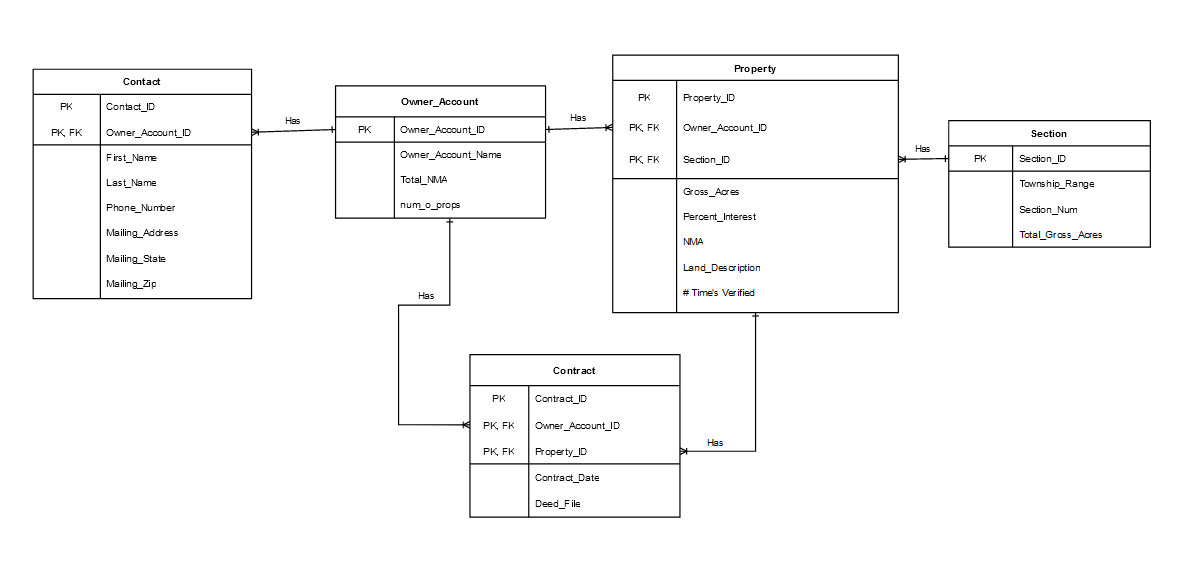 Contact
PK Contact_ID
PK, FK Owner_Account_ID
First_Name
Last_Name
Phone_Number
Mailing_Address
Mailing_State
Mailing_Zip
Has
Owner_Account
PK Owner_Account_ID
Owner_Account_Name
Total_NMA
num_o_props
Has
Property
PK Property_ID
PK, FK Owner_Account_ID
PK, FK Section_ID
Gross_Acres
Percent_Interest
NMA
Land_Description
# Time's Verified
Has
Section
PK Section_ID
Township_Range
Section_Num
Total_Gross_Acres
Has
Contract
PK Contract_ID
PK, FK Owner_Account_ID
PK, FK Property_ID
Contract_Date
Deed_File
Has